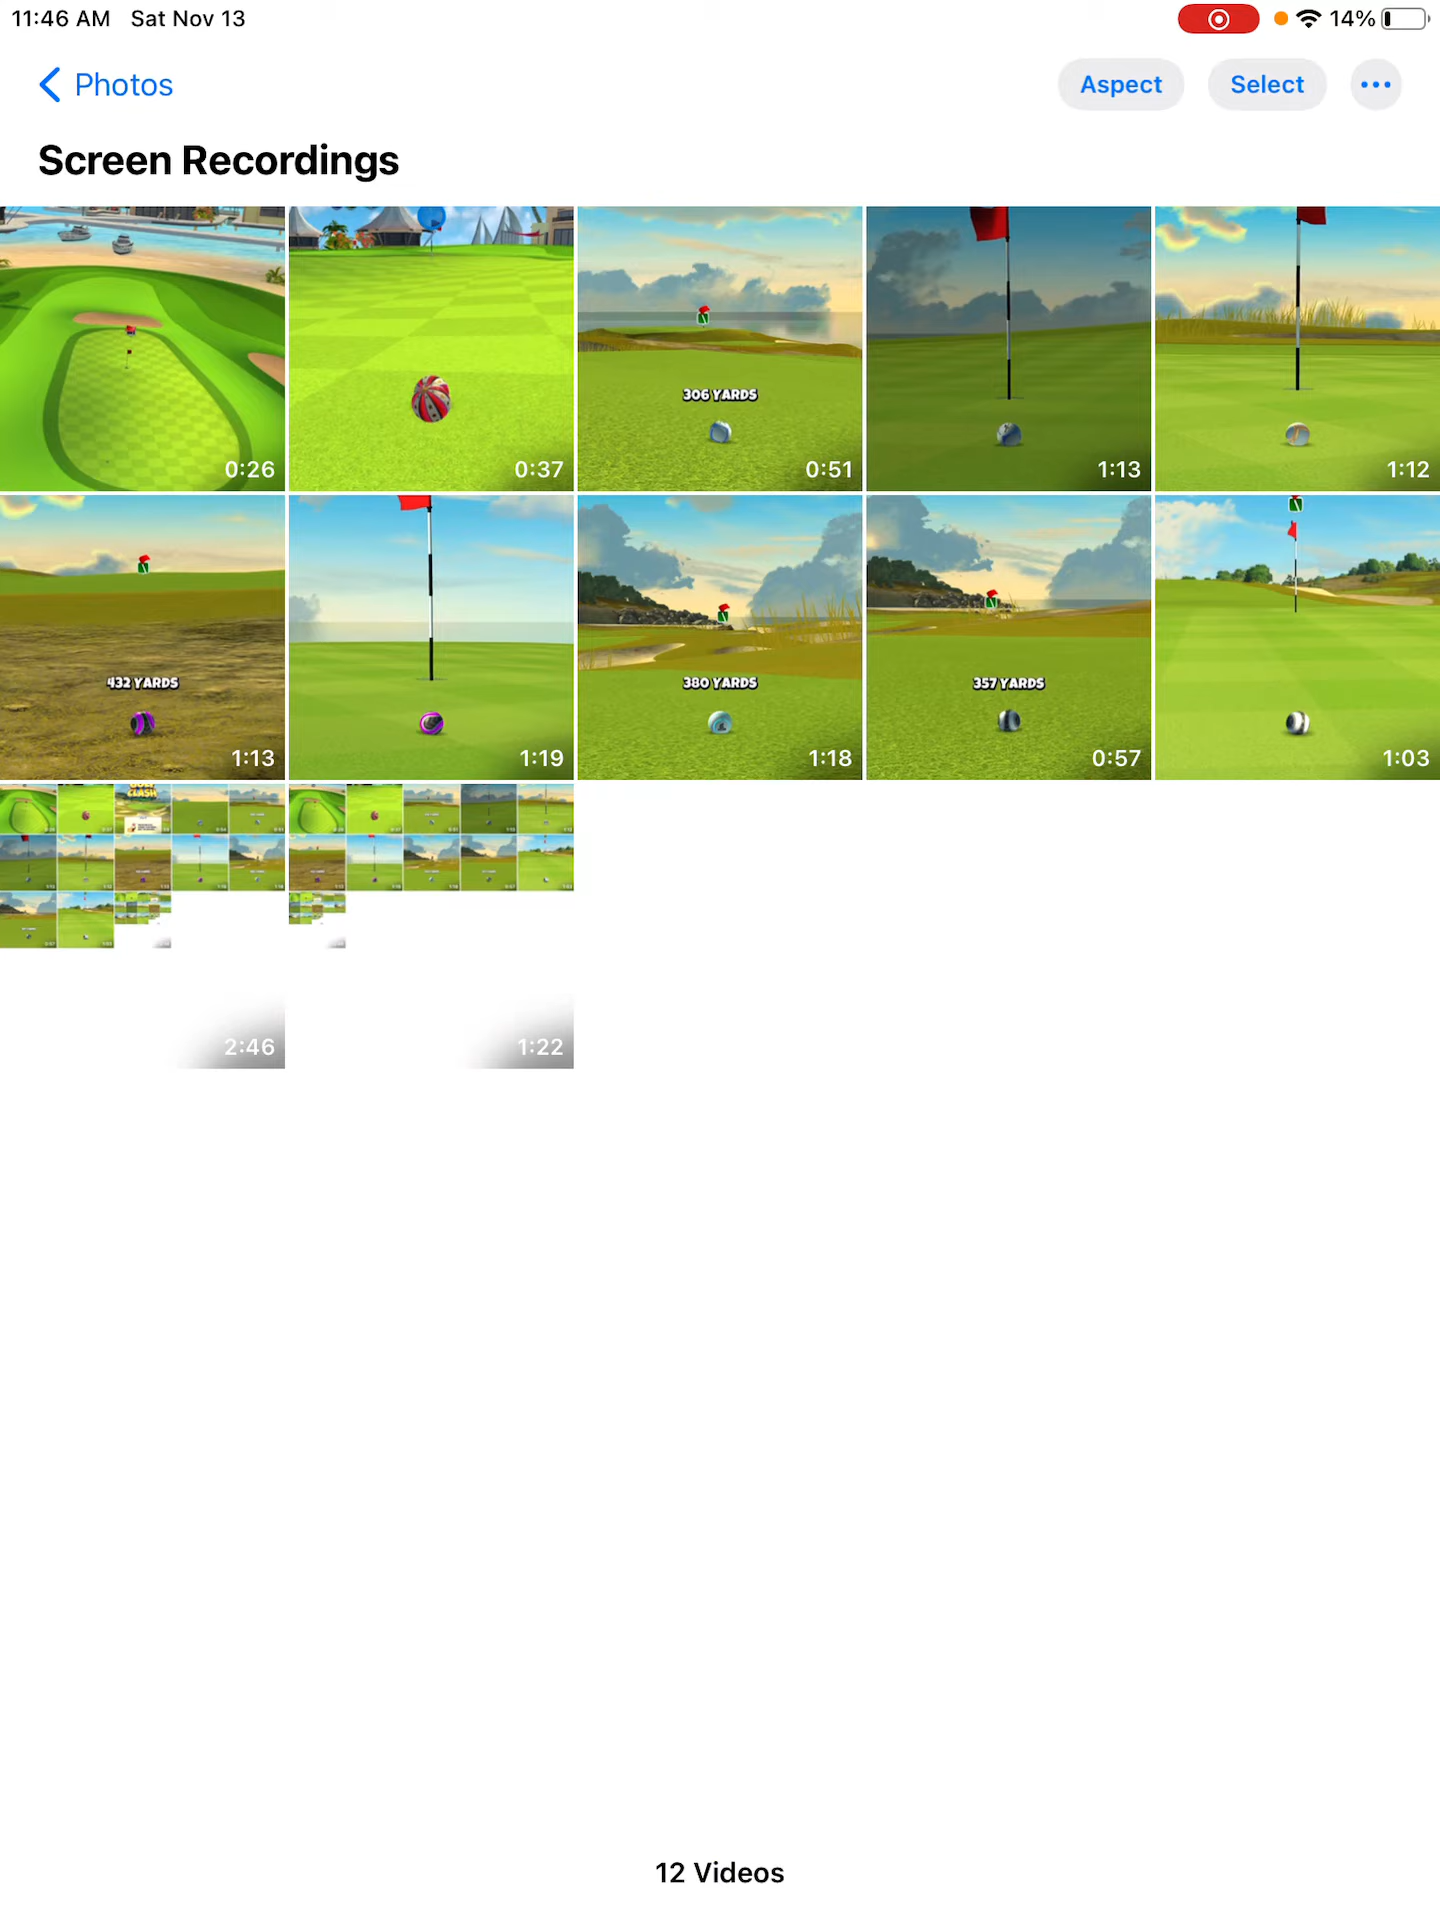 11:46 AM Sat Nov 13
14%
Photos
Aspect
Select
Screen Recordings
0:26
0:37
306 YARDS
0:51
1:13
1:12
432 YARDS
1:13
1:19
380 YARDS
1:18
357 YARDS
0:57
1:03
GOLF CLASH
2:46
1:22
12 Videos